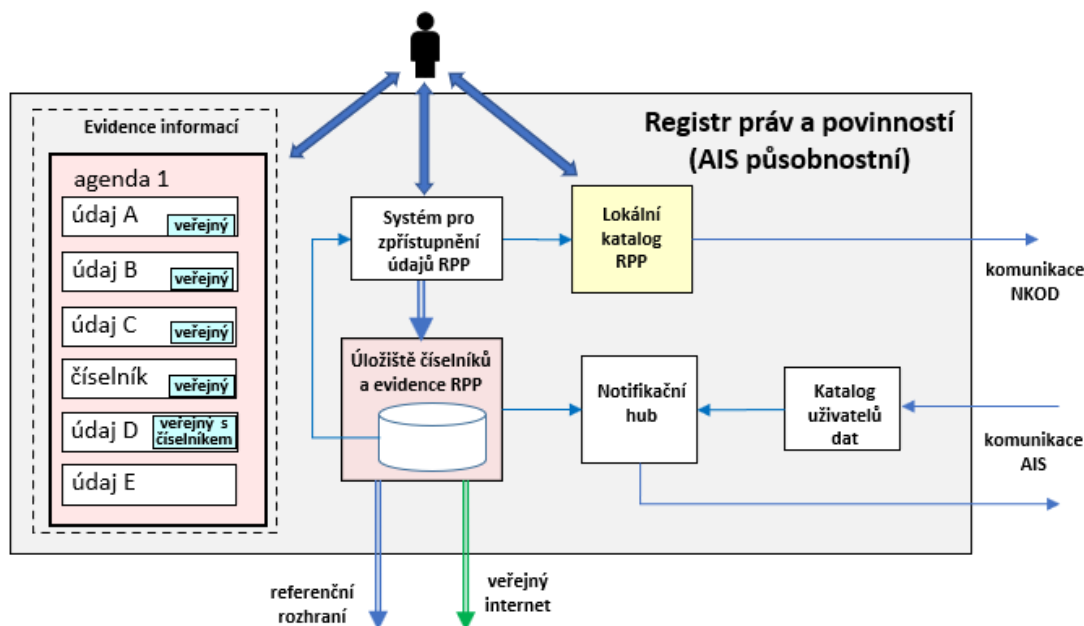 Evidence informací
Registr práv a povinností
(AIS působnostní)
agenda 1
údaj A
veřejný
údaj B
veřejný
údaj C
veřejný
číselník
veřejný
údaj D
veřejný s
číselníkem
údaj E
Systém pro
zpřístupnění
údajů RPP
Lokální
katalog
RPP
komunikace
NKOD
Úložiště číselníků
a evidence RPP
Notifikační
hub
Katalog
uživatelů
dat
komunikace
AIS
referenční
rozhraní
veřejný
internet